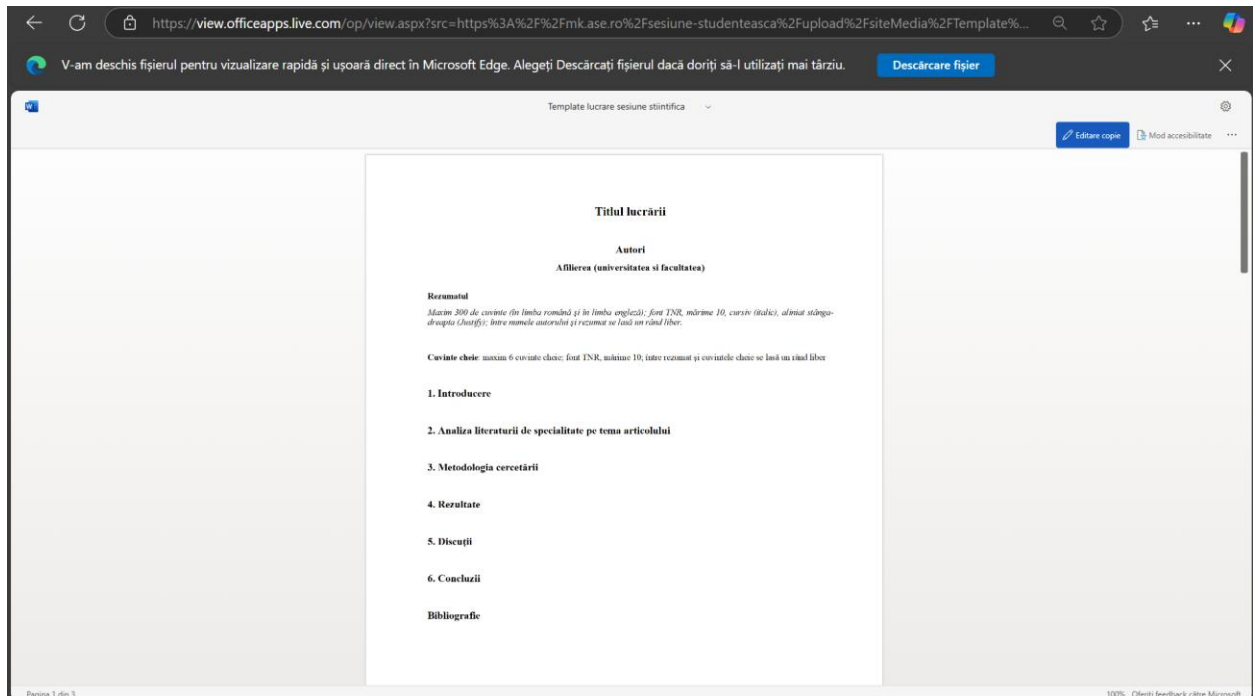 https://view.officeapps.live.com/op/view.aspx?src=https%3A%2F%2Fmk.ase.ro%2Fsesiune-studenteasca%2Fupload%2FsiteMedia%2FTemplate%...
V-am deschis fișierul pentru vizualizare rapidă și ușoară direct în Microsoft Edge. Alegeți Descărcați fișierul dacă doriți să-l utilizați mai târziu.
Descărcare fișier
Template lucrare sesiune stiintifica
Editare copie
Mod accesibilitate
Titlul lucrării
Autori
Afilierea (universitatea si facultatea)
Rezumatul
Maxim 300 de cuvinte (în limba română și în limba engleză); font TNR, mărime 10, cursiv (italic), aliniat stânga-
dreapta (Justify); între numele autorului și rezumat se lasă un rând liber.
Cuvinte cheie: maxim 6 cuvinte cheie; font TNR, mărime 10; între rezumat și cuvintele cheie se lasă un rând liber
1. Introducere
2. Analiza literaturii de specialitate pe tema articolului
3. Metodologia cercetării
4. Rezultate
5. Discuții
6. Concluzii
Bibliografie
Pagina 1 din 3
100%
Oferiți feedback către Microsoft